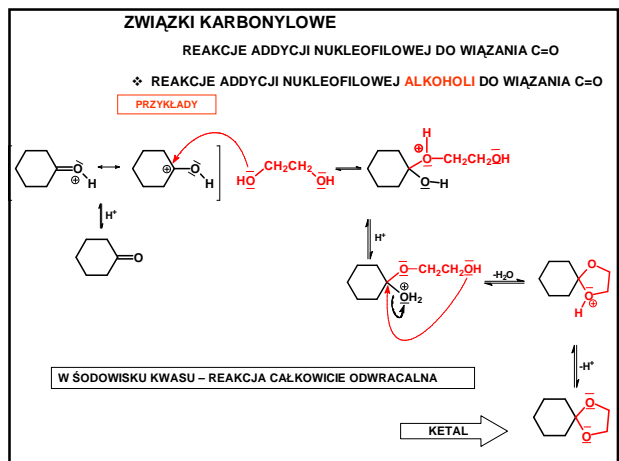 ZWIĄZKI KARBONYLOWE
REAKCJE ADDYCJI NUKLEOFILOWEJ DO WIĄZANIA C=O
❖ REAKCJE ADDYCJI NUKLEOFILOWEJ ALKOHOLI DO WIĄZANIA C=O
PRZYKŁADY
O H ⊕
⊕ O H
HO CH₂CH₂ OH
H ⊕ O—CH₂CH₂OH
O—H
H⁺
O
H⁺
O—CH₂CH₂OH
⊕ OH₂
-H₂O
O
O H ⊕
-H⁺
W ŚODOWISKU KWASU – REAKCJA CAŁKOWICIE ODWRACALNA
KETAL
O
O